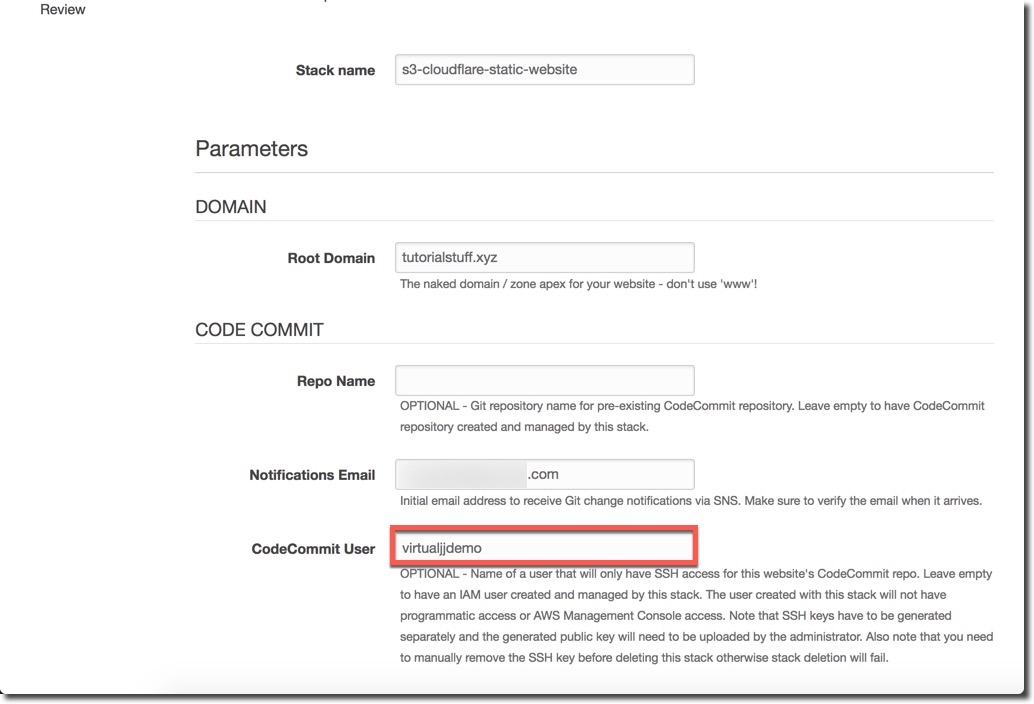 Review
Stack name s3-cloudflare-static-website
Parameters
DOMAIN
Root Domain tutorialstuff.xyz
The naked domain / zone apex for your website - don't use 'www'!
CODE COMMIT
Repo Name
OPTIONAL - Git repository name for pre-existing CodeCommit repository. Leave empty to have CodeCommit
repository created and managed by this stack.
Notifications Email .com
Initial email address to receive Git change notifications via SNS. Make sure to verify the email when it arrives.
CodeCommit User virtualjjdemo
OPTIONAL - Name of a user that will only have SSH access for this website's CodeCommit repo. Leave empty
to have an IAM user created and managed by this stack. The user created with this stack will not have
programmatic access or AWS Management Console access. Note that SSH keys have to be generated
separately and the generated public key will need to be uploaded by the administrator. Also note that you need
to manually remove the SSH key before deleting this stack otherwise stack deletion will fail.